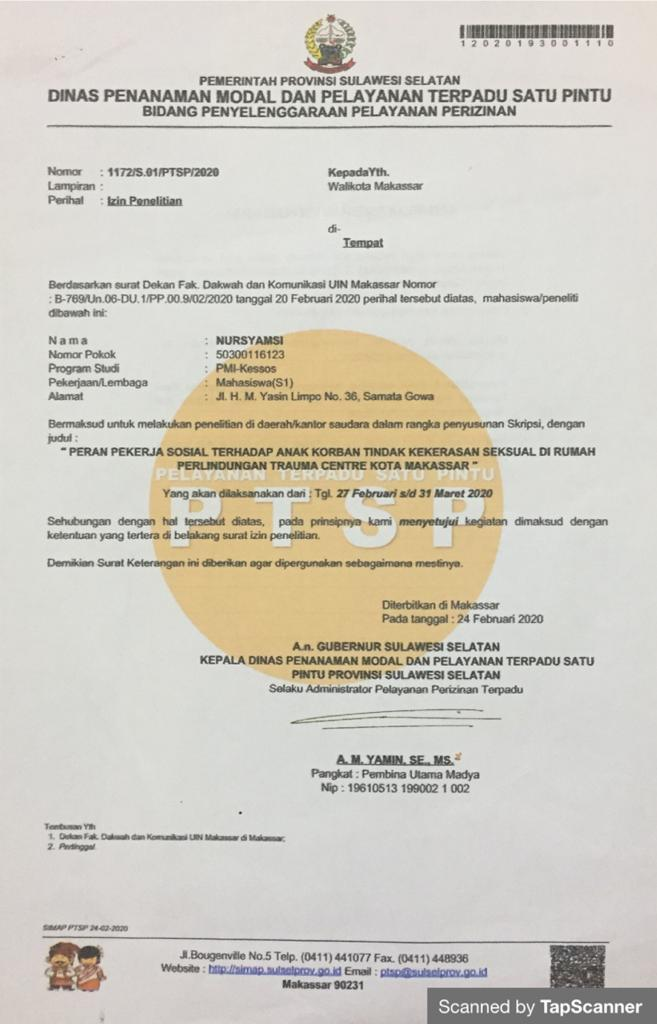 12020193001110
PEMERINTAH PROVINSI SULAWESI SELATAN
DINAS PENANAMAN MODAL DAN PELAYANAN TERPADU SATU PINTU
BIDANG PENYELENGGARAAN PELAYANAN PERIZINAN
Nomor : 1172/S.01/PTSP/2020
Lampiran :
Perihal : Izin Penelitian
KepadaYth.
Walikota Makassar
di-
Tempat
Berdasarkan surat Dekan Fak. Dakwah dan Komunikasi UIN Makassar Nomor
: B-769/Un.06-DU.1/PP.00.9/02/2020 tanggal 20 Februari 2020 perihal tersebut diatas, mahasiswa/peneliti
dibawah ini:
N a m a : NURSYAMSI
Nomor Pokok : 50300116123
Program Studi : PMI-Kessos
Pekerjaan/Lembaga : Mahasiswa(S1)
Alamat : Jl. H. M. Yasin Limpo No. 36, Samata Gowa
Bermaksud untuk melakukan penelitian di daerah/kantor saudara dalam rangka penyusunan Skripsi, dengan
judul :
" PERAN PEKERJA SOSIAL TERHADAP ANAK KORBAN TINDAK KEKERASAN SEKSUAL DI RUMAH
PERLINDUNGAN TRAUMA CENTRE KOTA MAKASSAR "
PELAYANAN TERPADU SATU PINTU
Yang akan dilaksanakan dari : Tgl. 27 Februari s/d 31 Maret 2020
PTSP
Sehubungan dengan hal tersebut diatas, pada prinsipnya kami menyetujui kegiatan dimaksud dengan
ketentuan yang tertera di belakang surat izin penelitian.
Demikian Surat Keterangan ini diberikan agar dipergunakan sebagaimana mestinya.
Diterbitkan di Makassar
Pada tanggal : 24 Februari 2020
A.n. GUBERNUR SULAWESI SELATAN
KEPALA DINAS PENANAMAN MODAL DAN PELAYANAN TERPADU SATU
PINTU PROVINSI SULAWESI SELATAN
Selaku Administrator Pelayanan Perizinan Terpadu
A. M. YAMIN, SE., MS.
Pangkat : Pembina Utama Madya
Nip : 19610513 199002 1 002
Tembusan Yth
1. Dekan Fak. Dakwah dan Komunikasi UIN Makassar di Makassar;
2. Pertinggal.
SIMAP PTSP 24-02-2020
Jl.Bougenville No.5 Telp. (0411) 441077 Fax. (0411) 448936
Website : http://simap.sulselprov.go.id Email : ptsp@sulselprov.go.id
Makassar 90231
Scanned by TapScanner